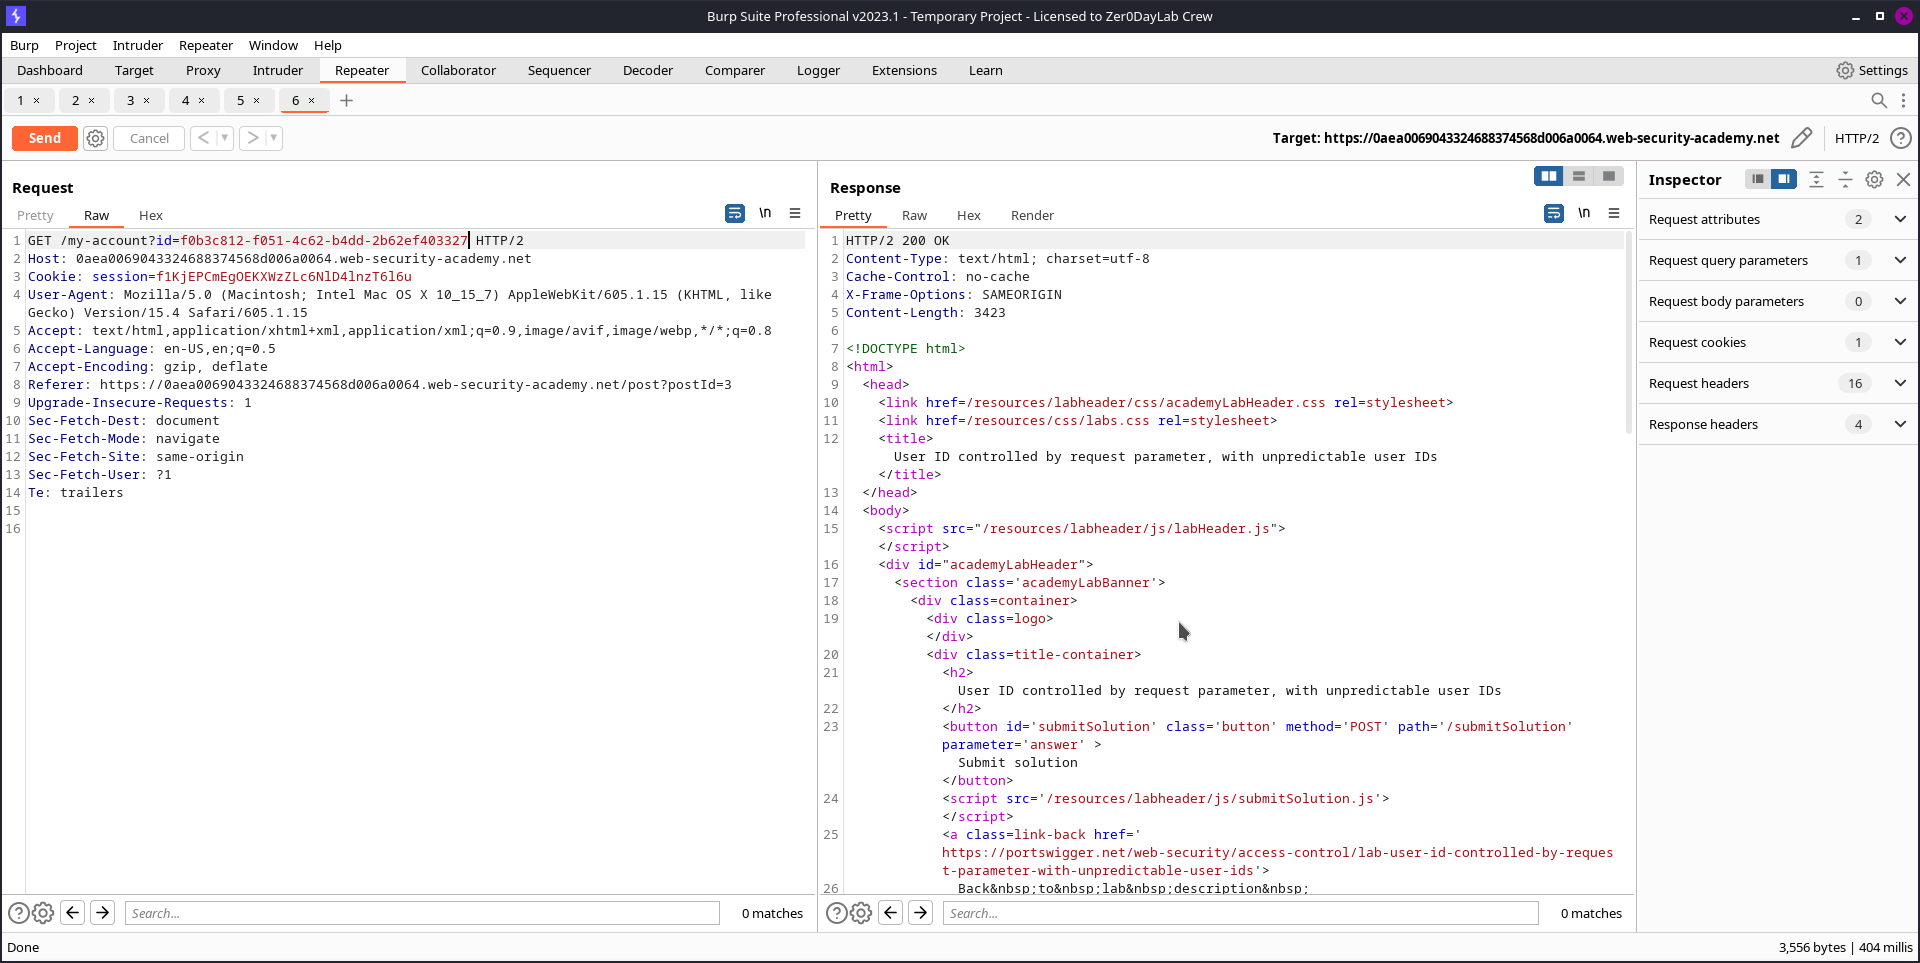 Burp Suite Professional v2023.1 - Temporary Project - Licensed to Zer0DayLab Crew
Burp Project Intruder Repeater Window Help
Dashboard Target Proxy Intruder Repeater Collaborator Sequencer Decoder Comparer Logger Extensions Learn Settings
1 × 2 × 3 × 4 × 5 × 6 × +
Send Cancel < > Target: https://0aea0069043324688374568d006a0064.web-security-academy.net HTTP/2 ?
Request
Pretty Raw Hex \n
1 GET /my-account?id=f0b3c812-f051-4c62-b4dd-2b62ef403327 HTTP/2
2 Host: 0aea0069043324688374568d006a0064.web-security-academy.net
3 Cookie: session=f1KjEPCmEgOEKXWzZLc6NlD4lnzT6l6u
4 User-Agent: Mozilla/5.0 (Macintosh; Intel Mac OS X 10_15_7) AppleWebKit/605.1.15 (KHTML, like
Gecko) Version/15.4 Safari/605.1.15
5 Accept: text/html,application/xhtml+xml,application/xml;q=0.9,image/avif,image/webp,*/*;q=0.8
6 Accept-Language: en-US,en;q=0.5
7 Accept-Encoding: gzip, deflate
8 Referer: https://0aea0069043324688374568d006a0064.web-security-academy.net/post?postId=3
9 Upgrade-Insecure-Requests: 1
10 Sec-Fetch-Dest: document
11 Sec-Fetch-Mode: navigate
12 Sec-Fetch-Site: same-origin
13 Sec-Fetch-User: ?1
14 Te: trailers
15
16
Search... 0 matches
Response
Pretty Raw Hex Render \n
1 HTTP/2 200 OK
2 Content-Type: text/html; charset=utf-8
3 Cache-Control: no-cache
4 X-Frame-Options: SAMEORIGIN
5 Content-Length: 3423
6
7 <!DOCTYPE html>
8 <html>
9 <head>
10 <link href=/resources/labheader/css/academyLabHeader.css rel=stylesheet>
11 <link href=/resources/css/labs.css rel=stylesheet>
12 <title>
User ID controlled by request parameter, with unpredictable user IDs
</title>
13 </head>
14 <body>
15 <script src="/resources/labheader/js/labHeader.js">
</script>
16 <div id="academyLabHeader">
17 <section class='academyLabBanner'>
18 <div class=container>
19 <div class=logo>
</div>
20 <div class=title-container>
21 <h2>
User ID controlled by request parameter, with unpredictable user IDs
22 </h2>
23 <button id='submitSolution' class='button' method='POST' path='/submitSolution'
parameter='answer' >
Submit solution
</button>
24 <script src='/resources/labheader/js/submitSolution.js'>
</script>
25 <a class=link-back href='
https://portswigger.net/web-security/access-control/lab-user-id-controlled-by-reques
t-parameter-with-unpredictable-user-ids'>
26 Back&nbsp;to&nbsp;lab&nbsp;description&nbsp;
Search... 0 matches
Inspector
Request attributes 2
Request query parameters 1
Request body parameters 0
Request cookies 1
Request headers 16
Response headers 4
Done 3,556 bytes | 404 millis